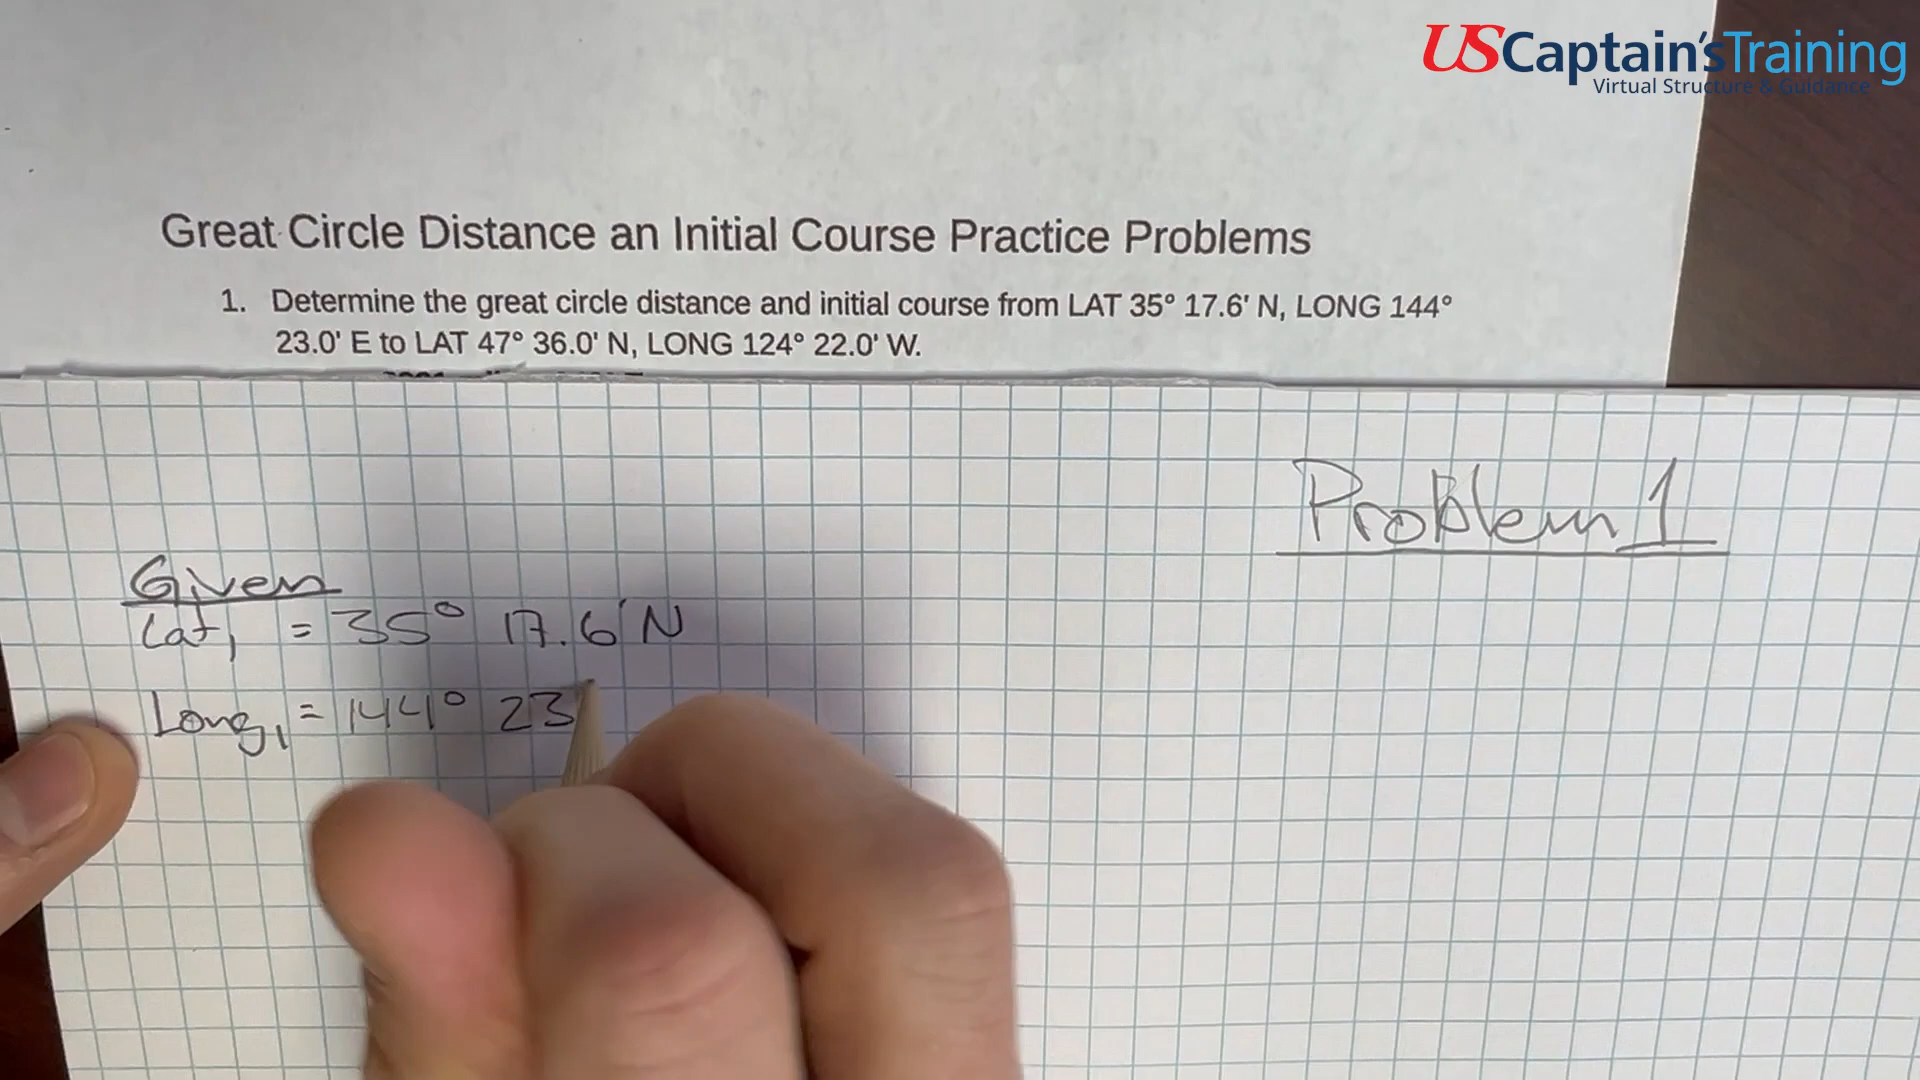 USCaptain'sTraining
Virtual Structure & Guidance
Great Circle Distance an Initial Course Practice Problems
1. Determine the great circle distance and initial course from LAT 35° 17.6' N, LONG 144°
23.0' E to LAT 47° 36.0' N, LONG 124° 22.0' W.
Problem 1
Given
Lat₁ = 35° 17.6' N
Long₁ = 144° 23